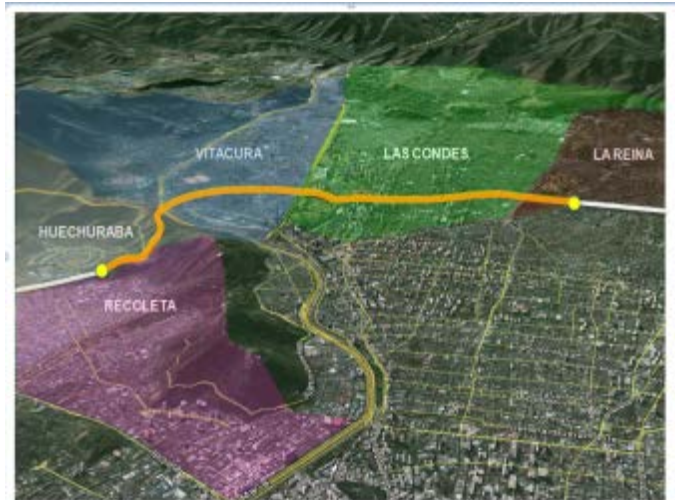 VITACURA
LAS CONDES
LA REINA
HUECHURABA
RECOLETA